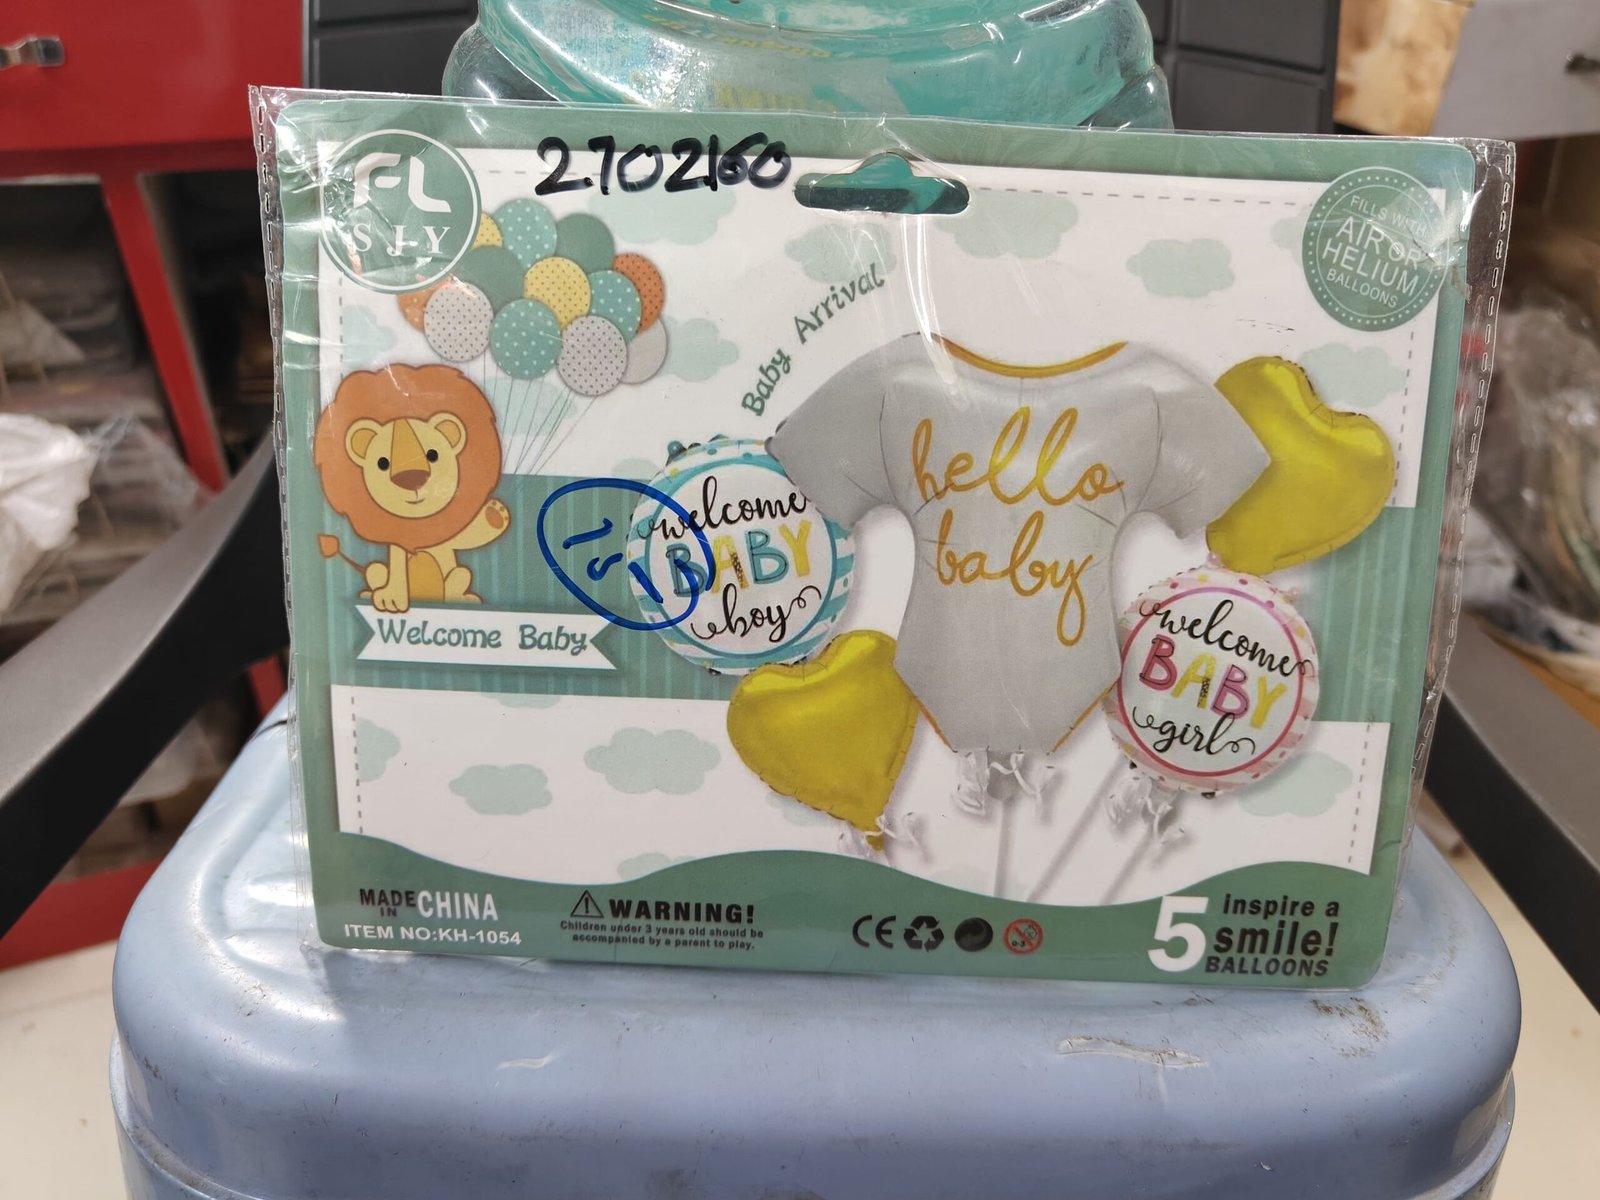 2702160
FL
SJY
FILLS WITH
AIR OR
HELIUM
BALLOONS
Baby Arrival
hello
baby
welcome
BABY
boy
Welcome Baby
welcome
BABY
girl
MADE IN CHINA
ITEM NO:KH-1054
WARNING!
Children under 3 years old should be
accompanied by a parent to play.
CE
0-3
5
inspire a
smile!
BALLOONS